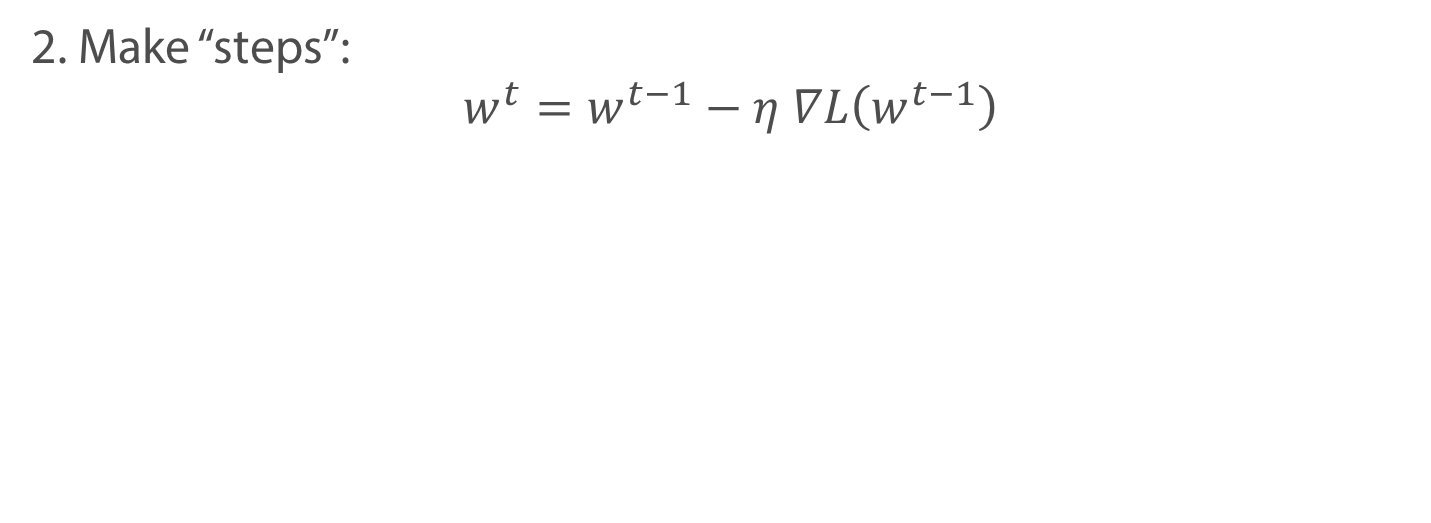 2. Make “steps”:
𝑤ᵗ = 𝑤ᵗ⁻¹ − 𝜂 ∇𝐿(𝑤ᵗ⁻¹)